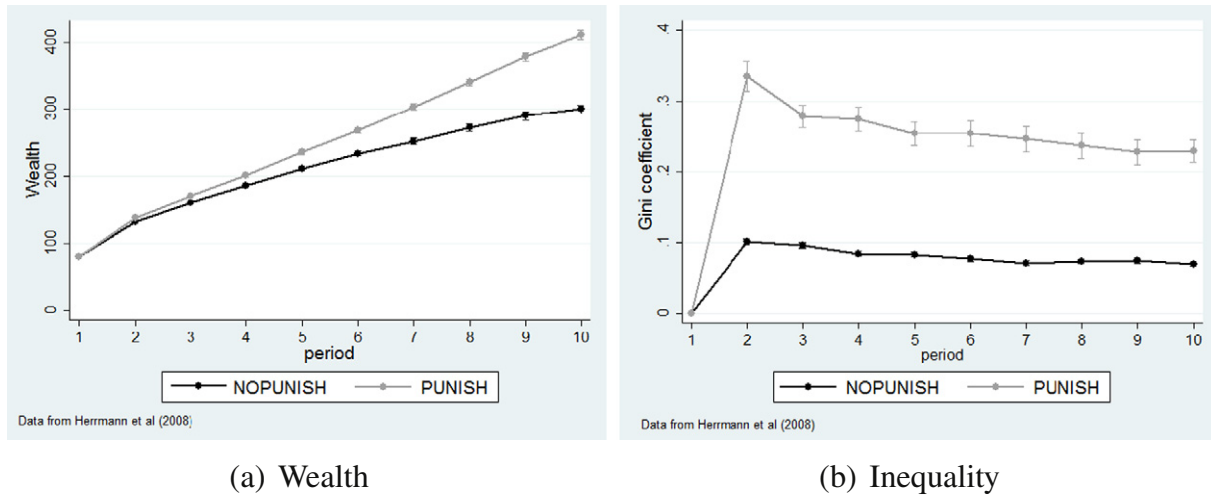 Wealth
400
300
200
100
0
1 2 3 4 5 6 7 8 9 10
period
NOPUNISH PUNISH
Data from Herrmann et al (2008)
(a) Wealth
Gini coefficient
.4
.3
.2
.1
0
1 2 3 4 5 6 7 8 9 10
period
NOPUNISH PUNISH
Data from Herrmann et al (2008)
(b) Inequality